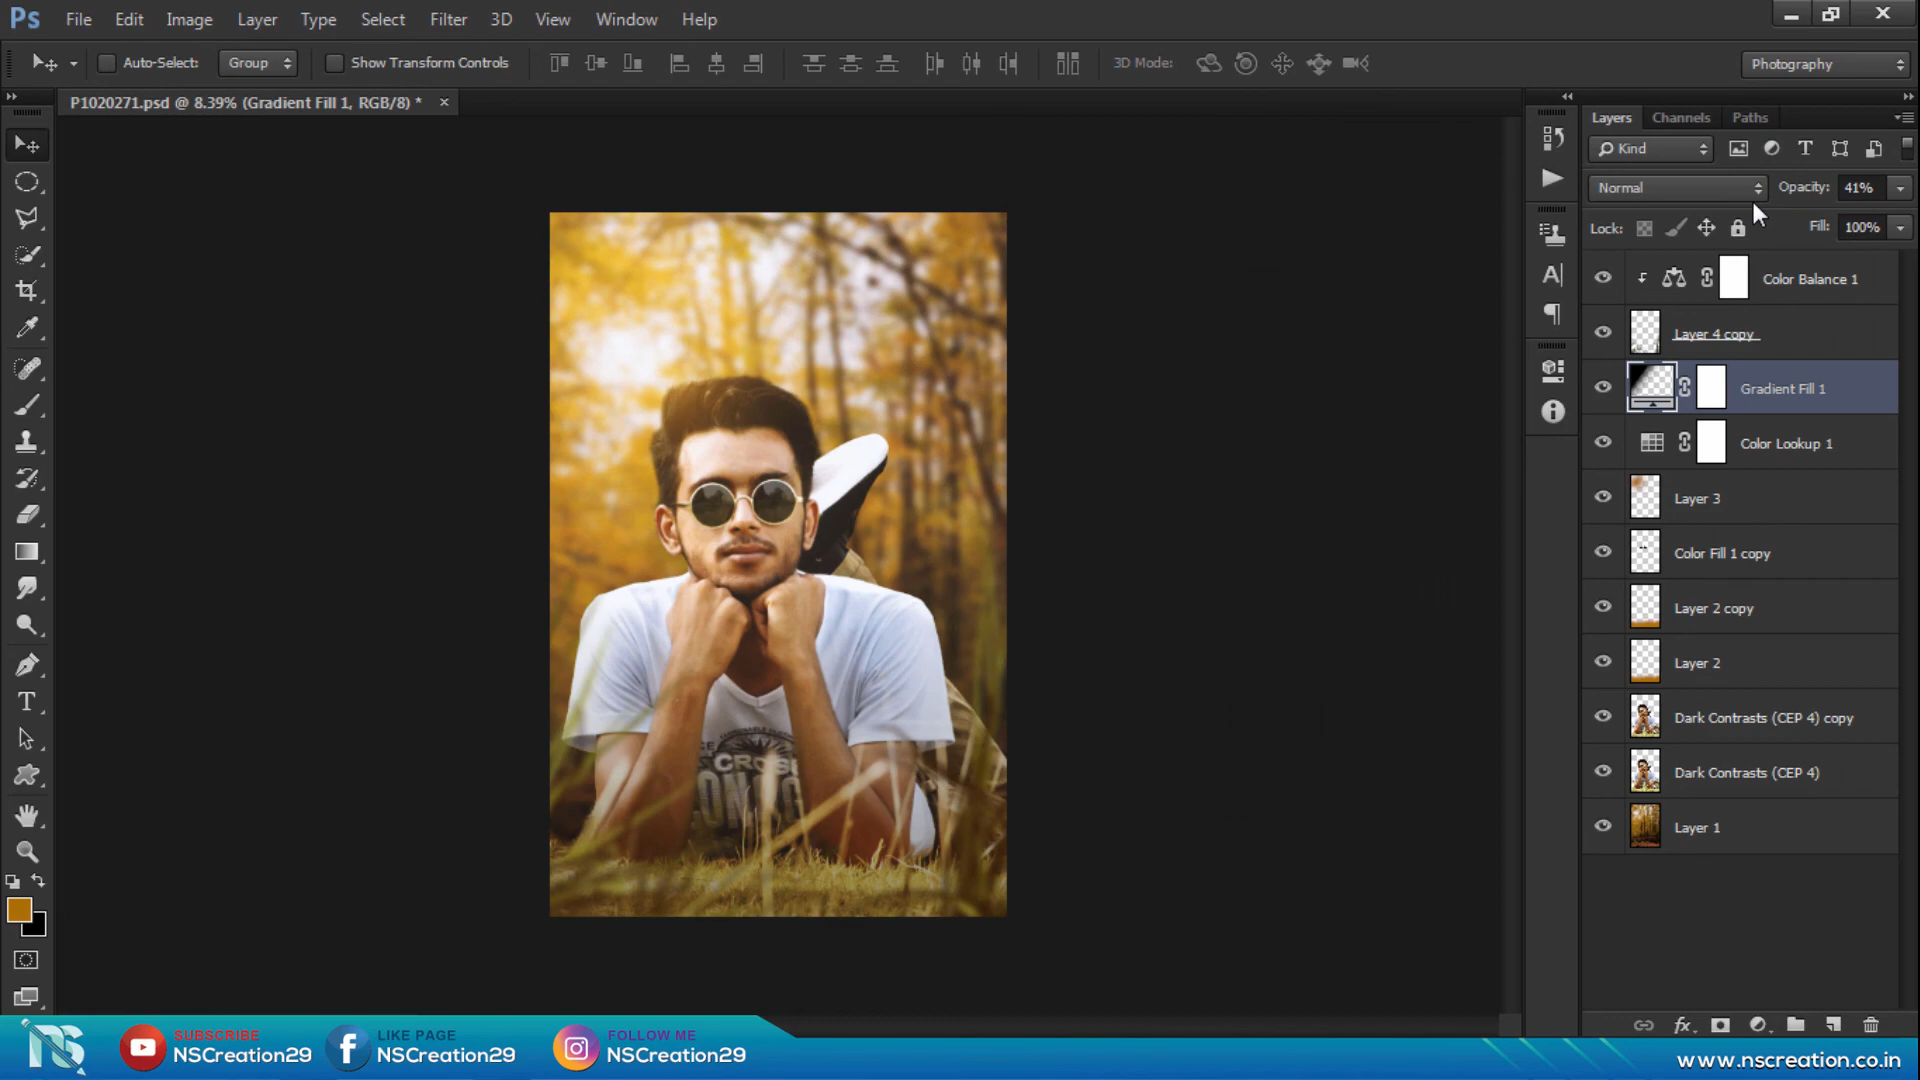 Ps File Edit Image Layer Type Select Filter 3D View Window Help
Auto-Select: Group Show Transform Controls 3D Mode: Photography
P1020271.psd @ 8.39% (Gradient Fill 1, RGB/8) *
Layers Channels Paths
Kind
Normal Opacity: 41%
Lock: Fill: 100%
Color Balance 1
Layer 4 copy
Gradient Fill 1
Color Lookup 1
Layer 3
Color Fill 1 copy
Layer 2 copy
Layer 2
Dark Contrasts (CEP 4) copy
Dark Contrasts (CEP 4)
Layer 1
CROSS
fx
NS
SUBSCRIBE
NSCreation29
LIKE PAGE
NSCreation29
FOLLOW ME
NSCreation29
www.nscreation.co.in